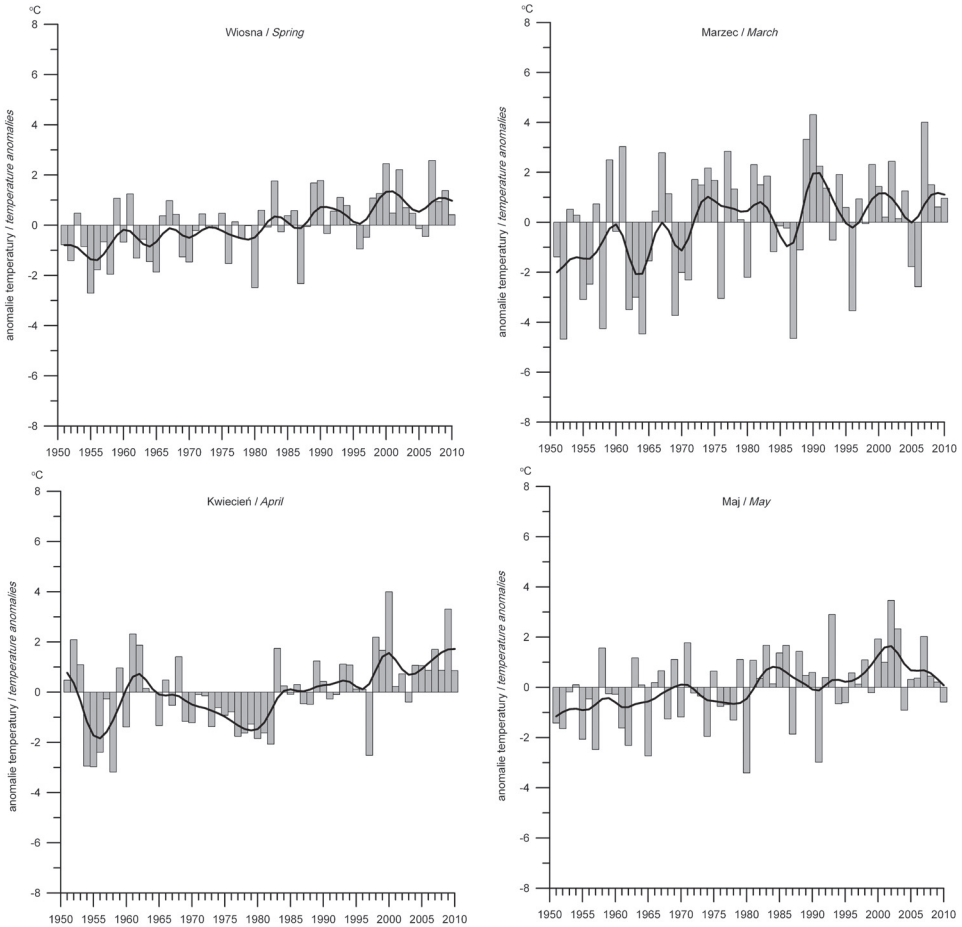 °C
Wiosna / Spring
anomalie temperatury / temperature anomalies
8
6
4
2
0
-2
-4
-6
-8
1950 1955 1960 1965 1970 1975 1980 1985 1990 1995 2000 2005 2010
°C
Marzec / March
anomalie temperatury / temperature anomalies
8
6
4
2
0
-2
-4
-6
-8
1950 1955 1960 1965 1970 1975 1980 1985 1990 1995 2000 2005 2010
°C
Kwiecień / April
anomalie temperatury / temperature anomalies
8
6
4
2
0
-2
-4
-6
-8
1950 1955 1960 1965 1970 1975 1980 1985 1990 1995 2000 2005 2010
°C
Maj / May
anomalie temperatury / temperature anomalies
8
6
4
2
0
-2
-4
-6
-8
1950 1955 1960 1965 1970 1975 1980 1985 1990 1995 2000 2005 2010